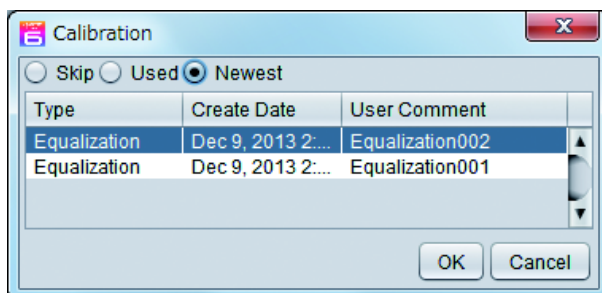 Calibration
Skip Used Newest
Type Create Date User Comment
Equalization Dec 9, 2013 2:... Equalization002
Equalization Dec 9, 2013 2:... Equalization001
OK Cancel